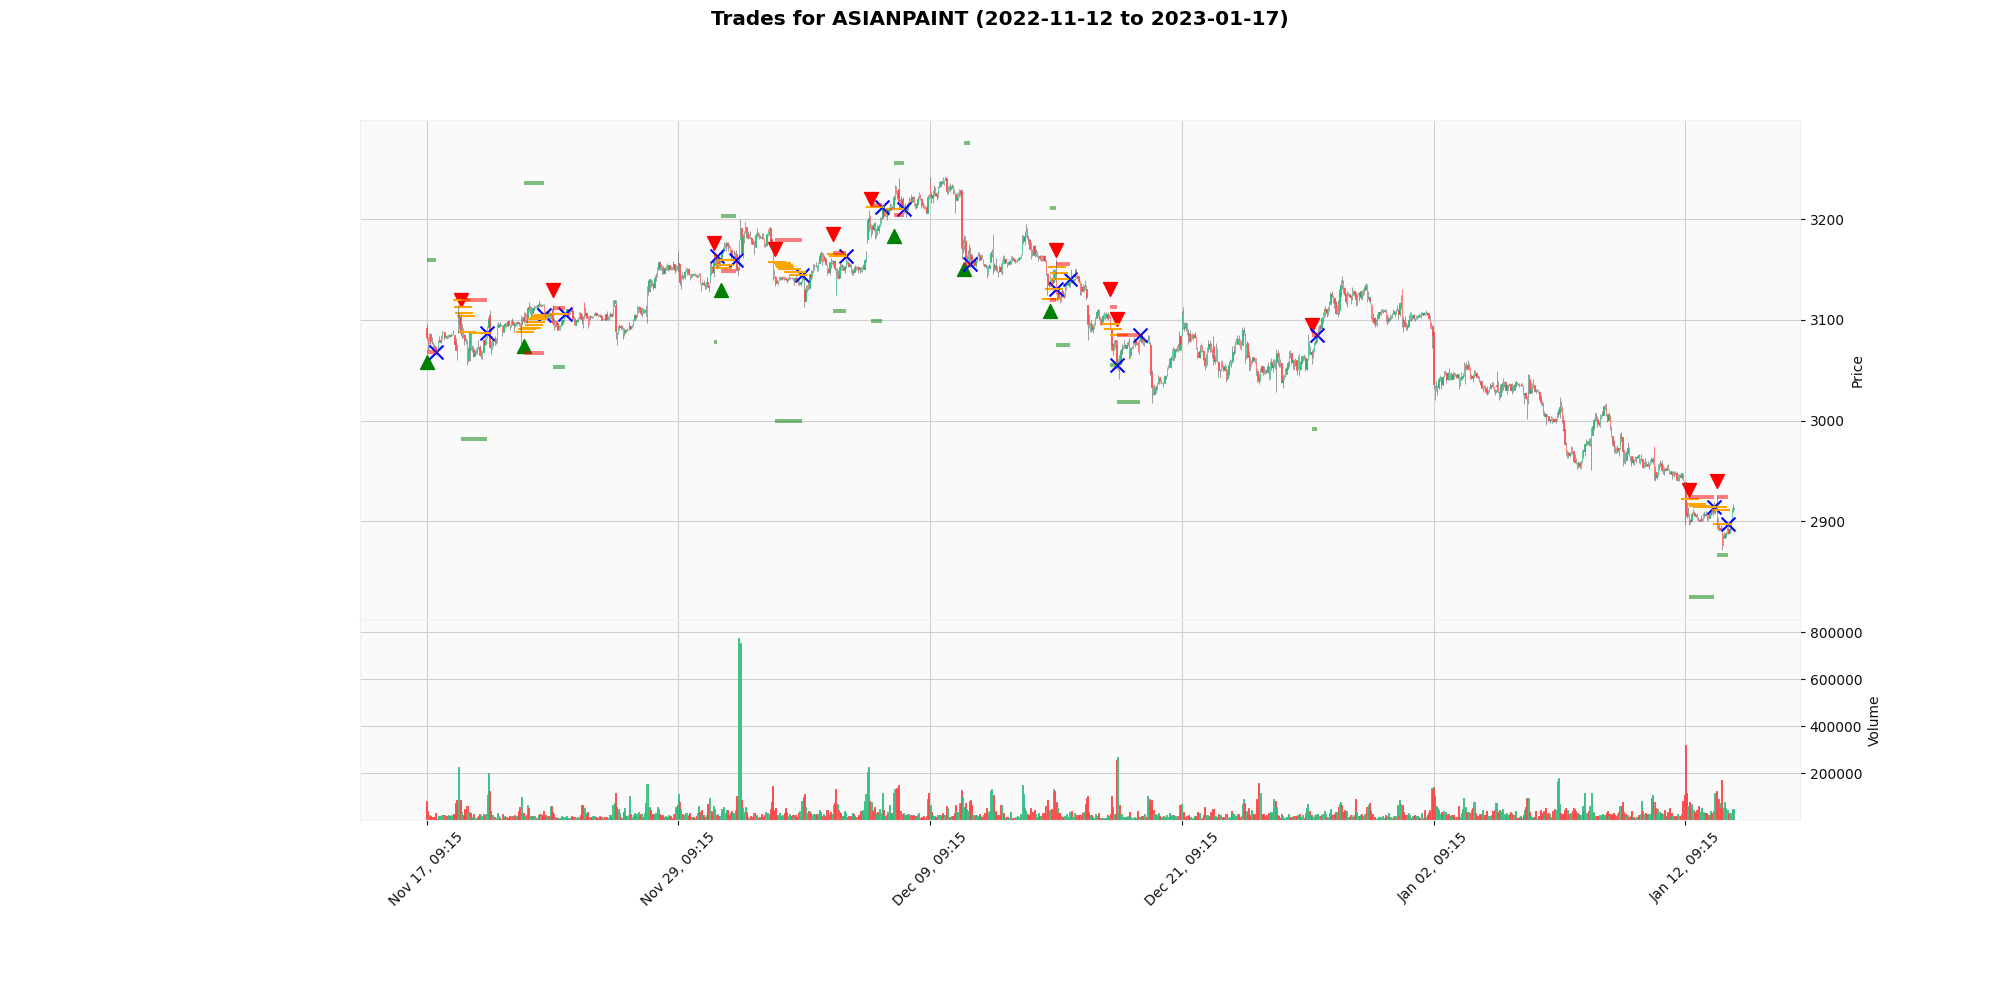 Trades for ASIANPAINT (2022-11-12 to 2023-01-17)
3200
3100
3000
2900
Price
800000
600000
400000
200000
Volume
Nov 17, 09:15
Nov 29, 09:15
Dec 09, 09:15
Dec 21, 09:15
Jan 02, 09:15
Jan 12, 09:15